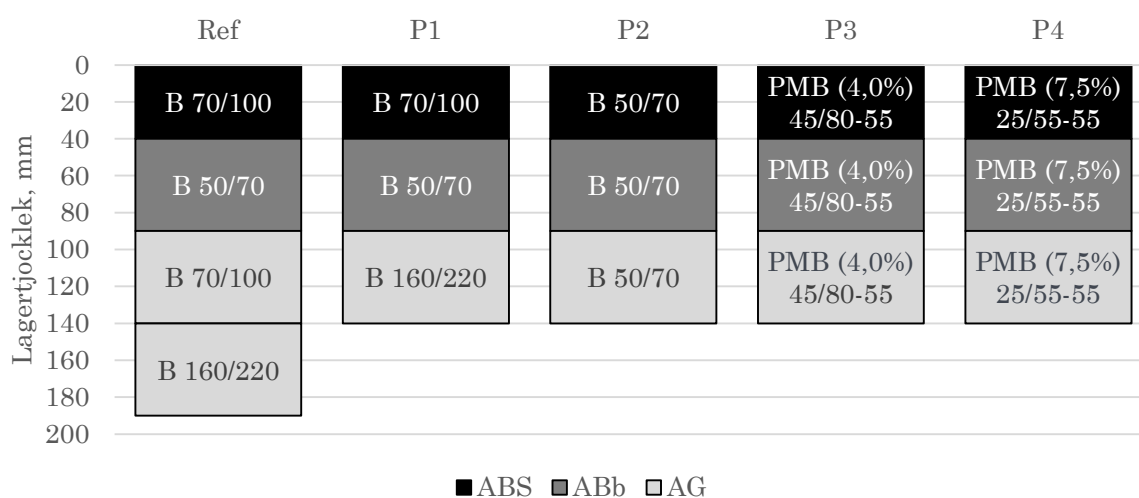 Ref P1 P2 P3 P4
Lagertjocklek, mm
0
20
40
60
80
100
120
140
160
180
200
B 70/100 B 70/100 B 50/70 PMB (4,0%) PMB (7,5%)
45/80-55 25/55-55
B 50/70 B 50/70 B 50/70 PMB (4,0%) PMB (7,5%)
45/80-55 25/55-55
B 70/100 B 160/220 B 50/70 PMB (4,0%) PMB (7,5%)
45/80-55 25/55-55
B 160/220
ABS ABb AG